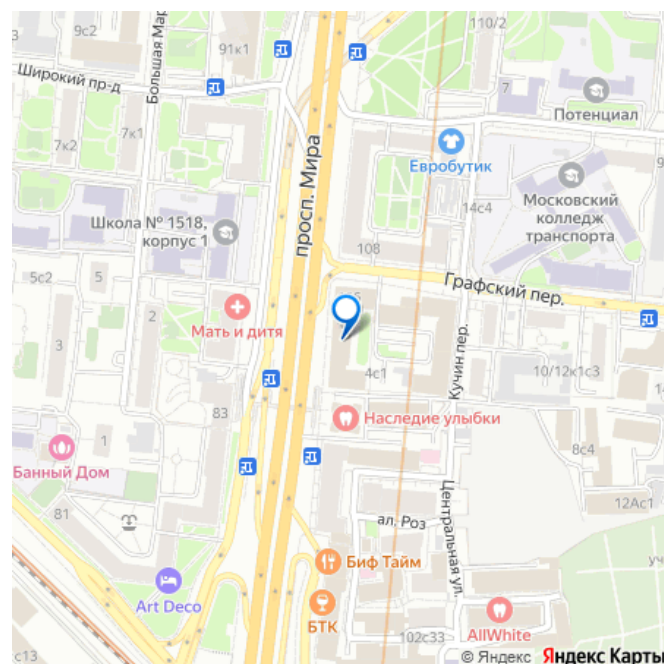 9с2
91к1
110/2
Большая Мар
Широкий пр-д
7
Потенциал
7к2
7к1
просп. Мира
Евробутик
Московский
колледж
транспорта
14с4
Школа № 1518,
корпус 1
108
Графский пер.
5с2
5
2
Мать и дитя
3
4с1
Кучин пер.
10/12к1с3
83
Наследие улыбки
1
8с4
Банный Дом
12Ас1
81
Центральная ул.
ал. Роз
Биф Тайм
уч
Art Deco
БТК
AllWhite
102с33
с13
© Яндекс Яндекс Карты